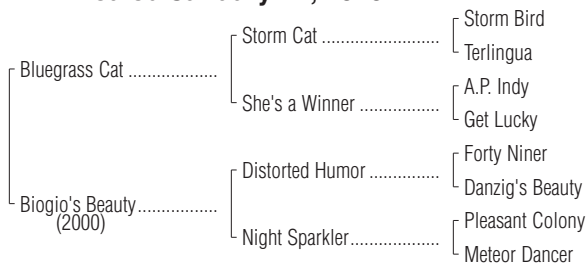 Storm Bird
Storm Cat ........................
Terlingua
Bluegrass Cat ..................
A.P. Indy
She's a Winner ................
Get Lucky
Forty Niner
Distorted Humor ..............
Danzig's Beauty
Biogio's Beauty................
(2000)
Pleasant Colony
Night Sparkler..................
Meteor Dancer